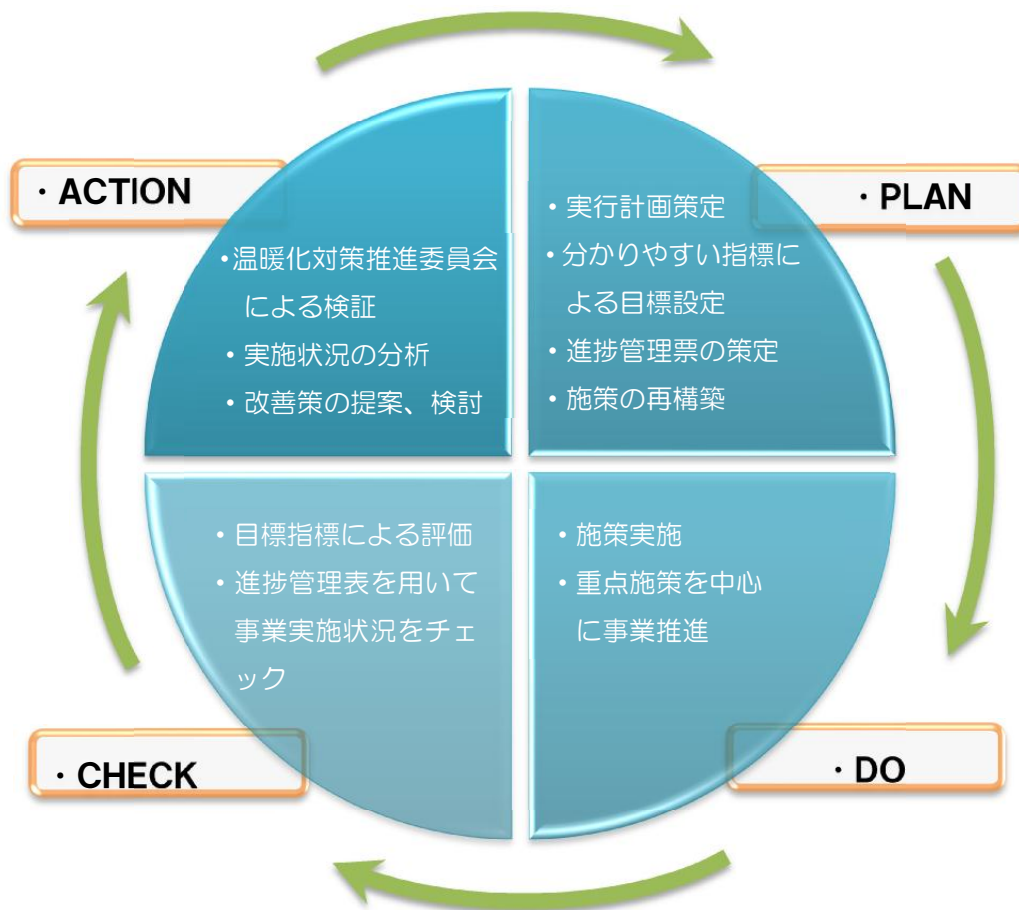 ・ACTION
・温暖化対策推進委員会
による検証
・実施状況の分析
・改善策の提案、検討
・PLAN
・実行計画策定
・分かりやすい指標に
よる目標設定
・進捗管理票の策定
・施策の再構築
・目標指標による評価
・進捗管理表を用いて
事業実施状況をチェ
ック
・CHECK
・施策実施
・重点施策を中心
に事業推進
・DO